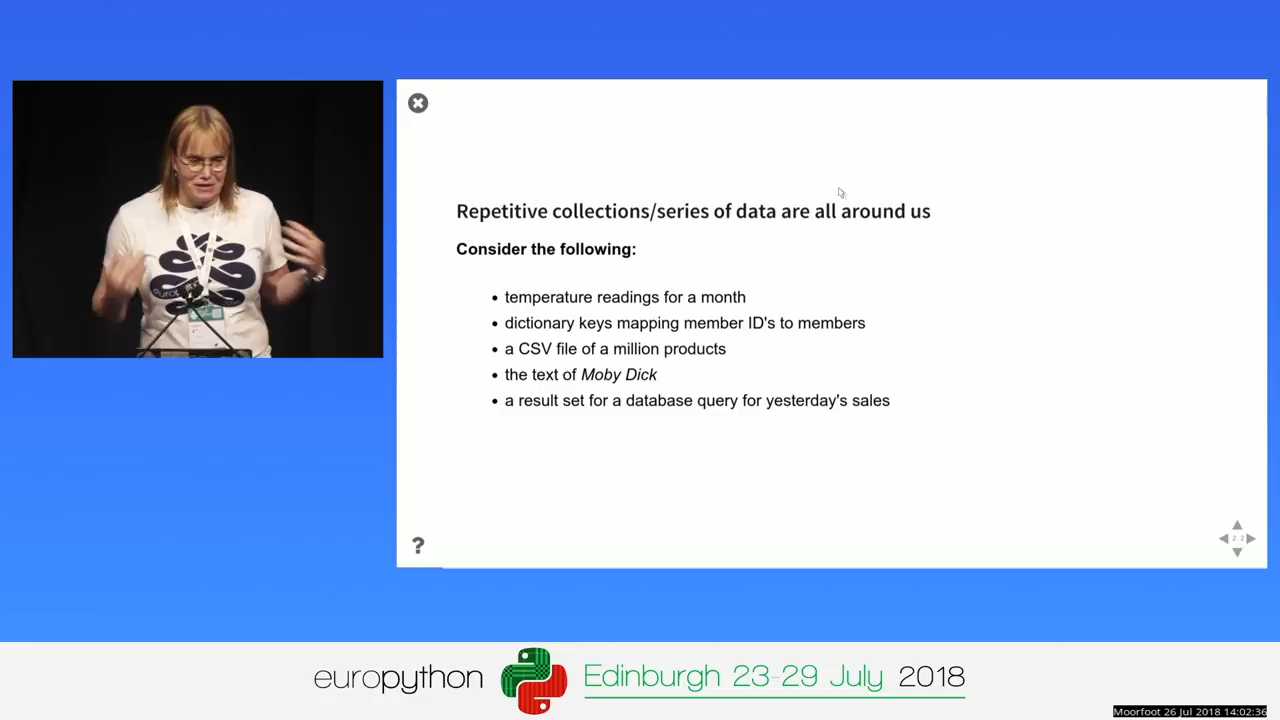 Repetitive collections/series of data are all around us
Consider the following:
• temperature readings for a month
• dictionary keys mapping member ID's to members
• a CSV file of a million products
• the text of Moby Dick
• a result set for a database query for yesterday's sales
?
2 2
europython Edinburgh 23-29 July 2018
Moorfoot 26 Jul 2018 14:02:36